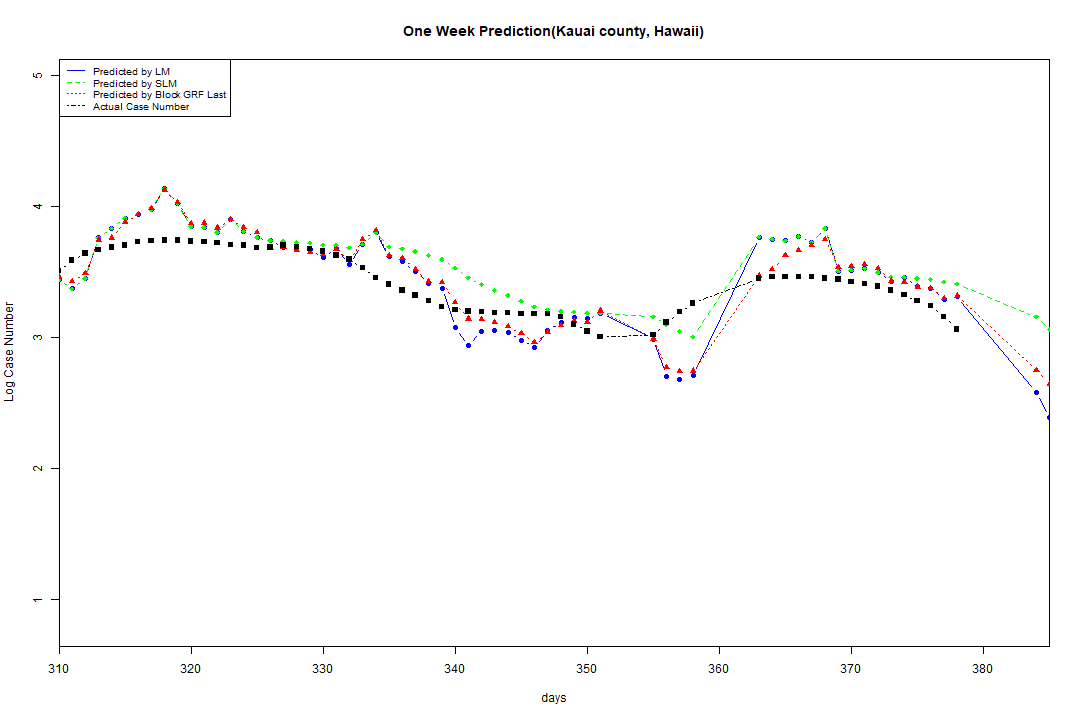 One Week Prediction(Kauai county, Hawaii)
Predicted by LM
Predicted by SLM
Predicted by Block GRF Last
Actual Case Number
5
4
3
2
1
Log Case Number
310 320 330 340 350 360 370 380
days